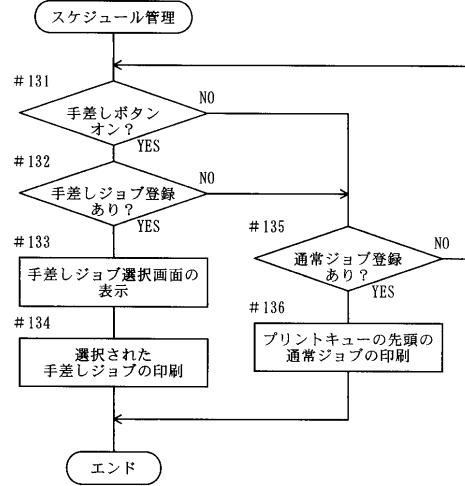 スケジュール管理
#131
手差しボタン
オン?
NO
YES
#132
手差しジョブ登録
あり?
NO
YES
#133
手差しジョブ選択画面の
表示
#134
選択された
手差しジョブの印刷
#135
通常ジョブ登録
あり?
NO
YES
#136
プリントキューの先頭の
通常ジョブの印刷
エンド